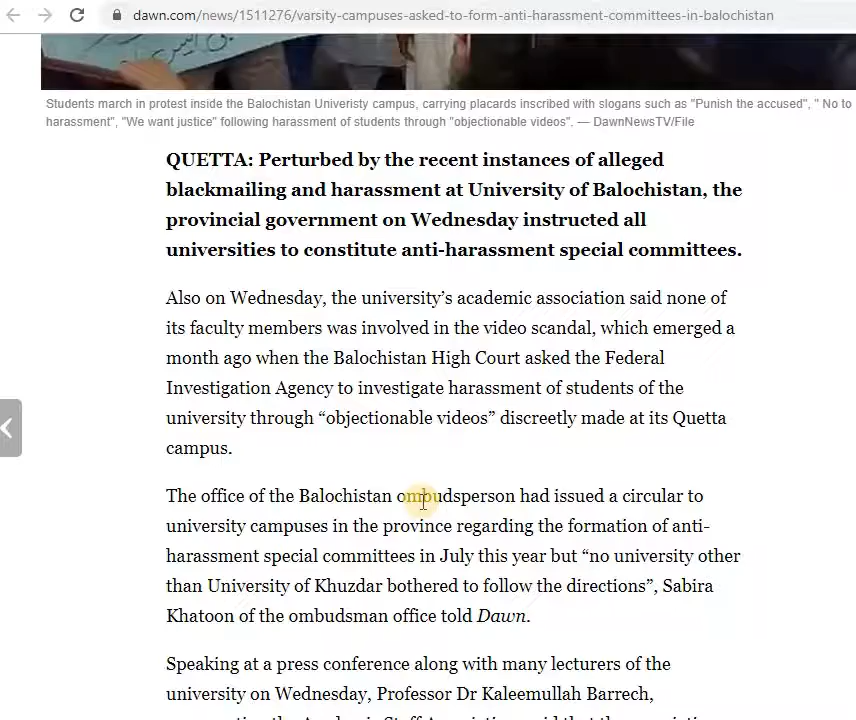 dawn.com/news/1511276/varsity-campuses-asked-to-form-anti-harassment-committees-in-balochistan
Students march in protest inside the Balochistan Univeristy campus, carrying placards inscribed with slogans such as "Punish the accused", " No to
harassment", "We want justice" following harassment of students through "objectionable videos". — DawnNewsTV/File
QUETTA: Perturbed by the recent instances of alleged
blackmailing and harassment at University of Balochistan, the
provincial government on Wednesday instructed all
universities to constitute anti-harassment special committees.
Also on Wednesday, the university’s academic association said none of
its faculty members was involved in the video scandal, which emerged a
month ago when the Balochistan High Court asked the Federal
Investigation Agency to investigate harassment of students of the
university through “objectionable videos” discreetly made at its Quetta
campus.
The office of the Balochistan ombudsperson had issued a circular to
university campuses in the province regarding the formation of anti-
harassment special committees in July this year but “no university other
than University of Khuzdar bothered to follow the directions”, Sabira
Khatoon of the ombudsman office told Dawn.
Speaking at a press conference along with many lecturers of the
university on Wednesday, Professor Dr Kaleemullah Barrech,